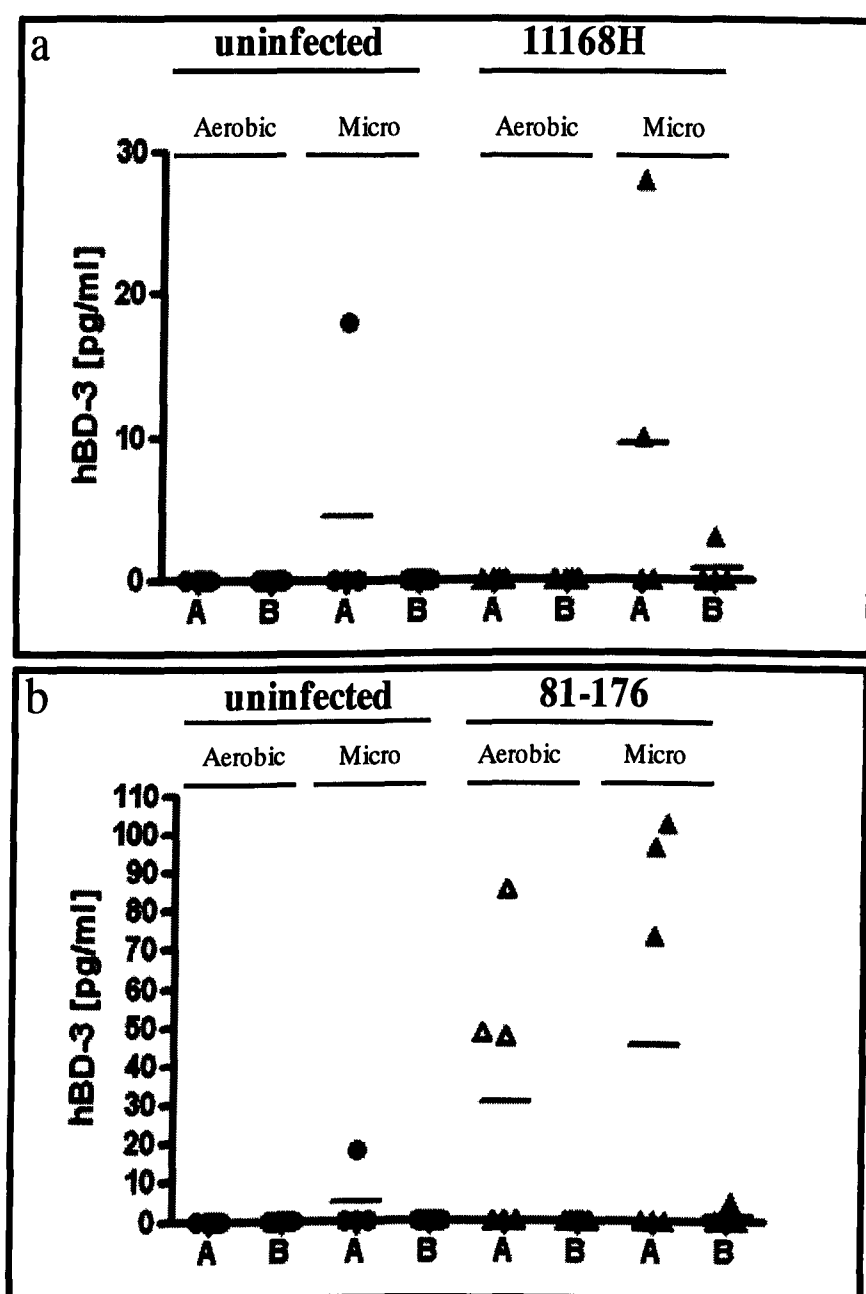 a
uninfected 11168H
Aerobic Micro Aerobic Micro
30
20
10
0
hBD-3 [pg/ml]
A B A B A B A B
b
uninfected 81-176
Aerobic Micro Aerobic Micro
110
100
90
80
70
60
50
40
30
20
10
0
hBD-3 [pg/ml]
A B A B A B A B